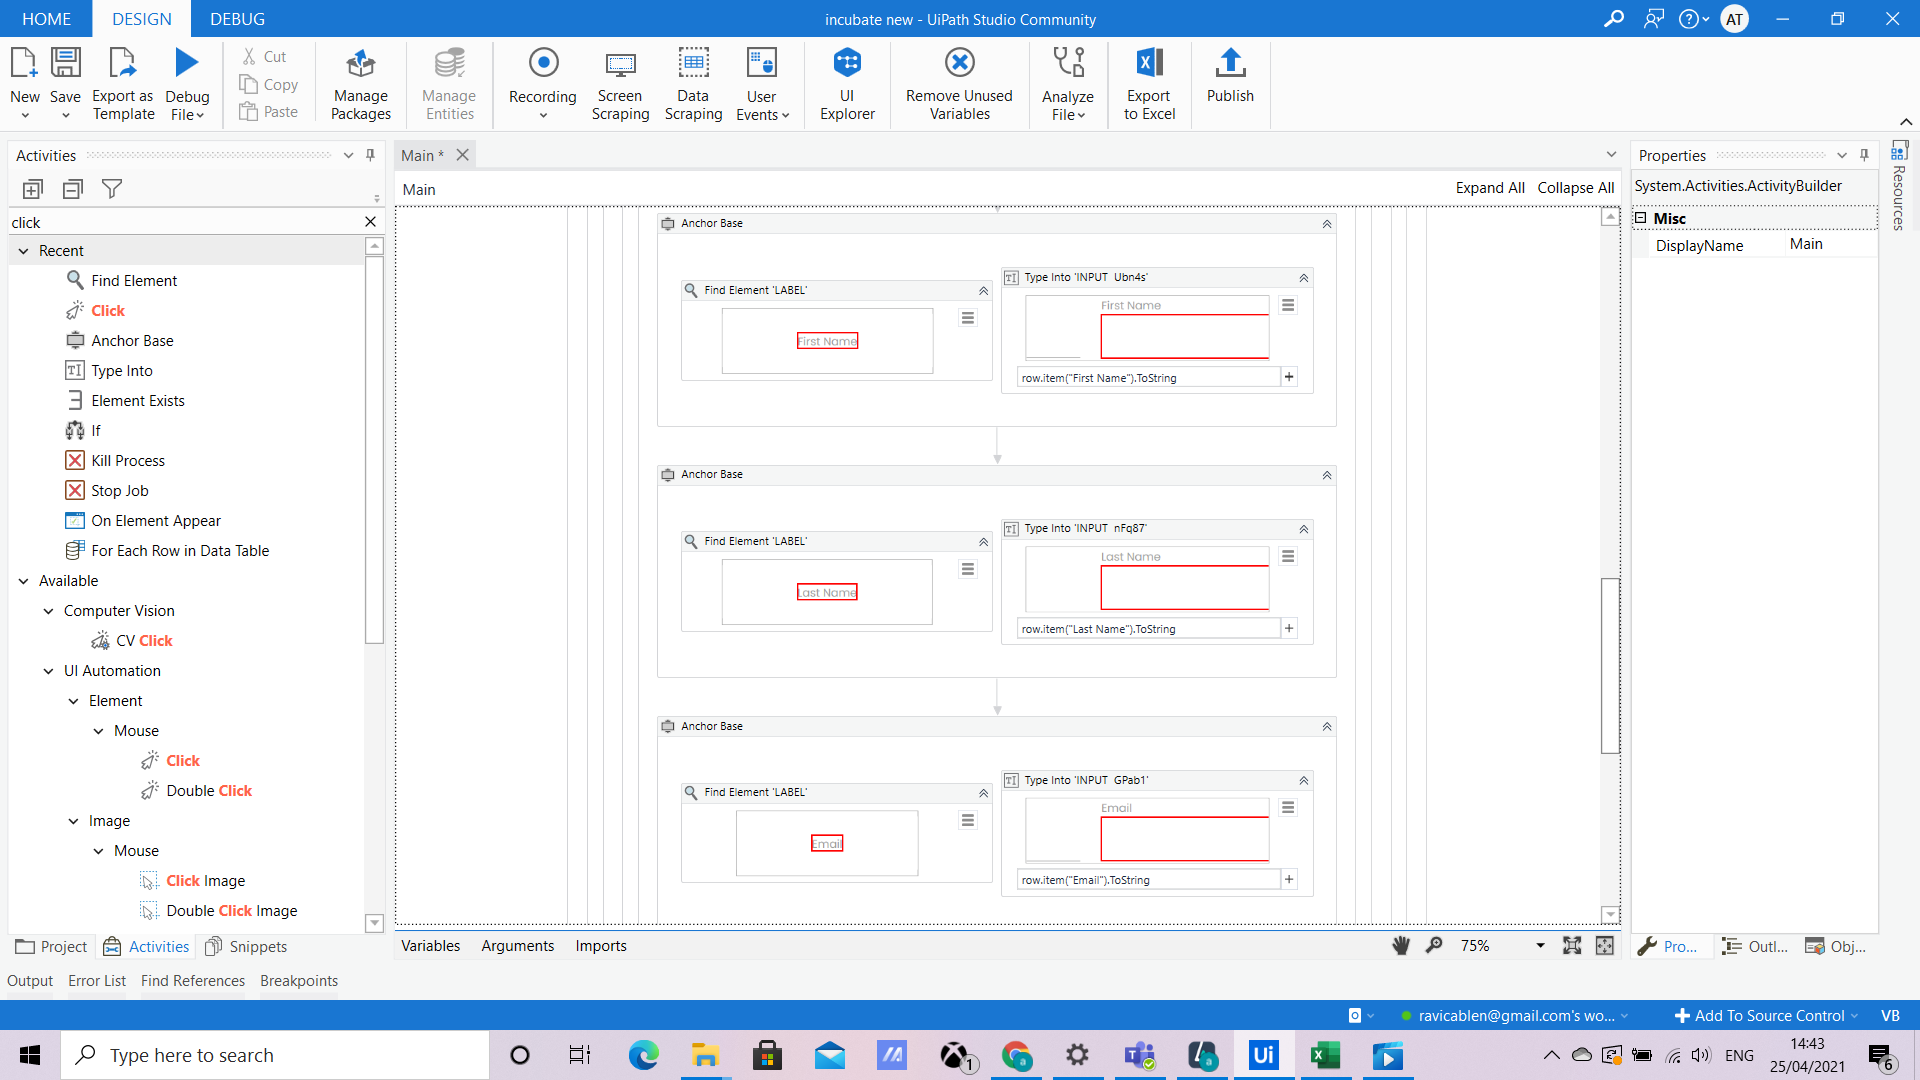 HOME DESIGN DEBUG
incubate new - UiPath Studio Community
AT
New Save Export as Template Debug File
Cut
Copy
Paste
Manage Packages
Manage Entities
Recording
Screen Scraping
Data Scraping
User Events
UI Explorer
Remove Unused Variables
Analyze File
Export to Excel
Publish
Activities
click
Recent
Find Element
Click
Anchor Base
Type Into
Element Exists
If
Kill Process
Stop Job
On Element Appear
For Each Row in Data Table
Available
Computer Vision
CV Click
UI Automation
Element
Mouse
Click
Double Click
Image
Mouse
Click Image
Double Click Image
Project Activities Snippets
Main *
Main
Expand All Collapse All
Anchor Base
Find Element 'LABEL'
First Name
Type Into 'INPUT Ubn4s'
First Name
row.item("First Name").ToString
Anchor Base
Find Element 'LABEL'
Last Name
Type Into 'INPUT nFq87'
Last Name
row.item("Last Name").ToString
Anchor Base
Find Element 'LABEL'
Email
Type Into 'INPUT GPab1'
Email
row.item("Email").ToString
Variables Arguments Imports
75%
Properties
System.Activities.ActivityBuilder
Misc
DisplayName Main
Resources
Pro... Outl... Obj...
Output Error List Find References Breakpoints
ravicablen@gmail.com's wo...
Add To Source Control
VB
Type here to search
1
Ui
ENG
14:43
25/04/2021
6